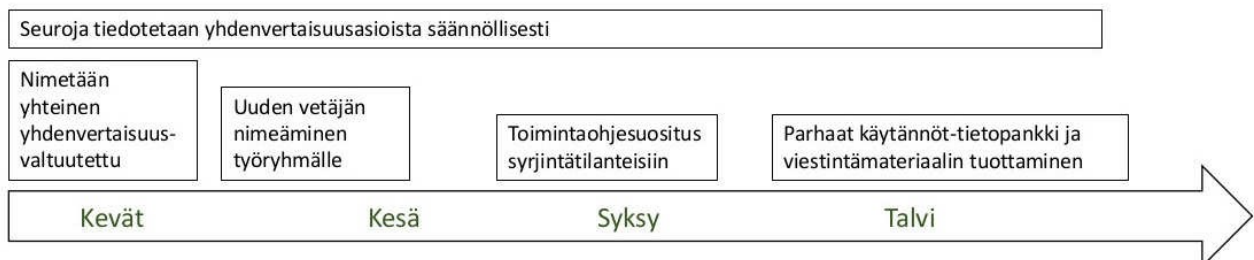 Seuroja tiedotetaan yhdenvertaisuusasioista säännöllisesti
Nimetään
yhteinen
yhdenvertaisuus-
valtuutettu
Uuden vetäjän
nimeäminen
työryhmälle
Toimintaohjesuositus
syrjintätilanteisiin
Parhaat käytännöt-tietopankki ja
viestintämateriaalin tuottaminen
Kevät
Kesä
Syksy
Talvi